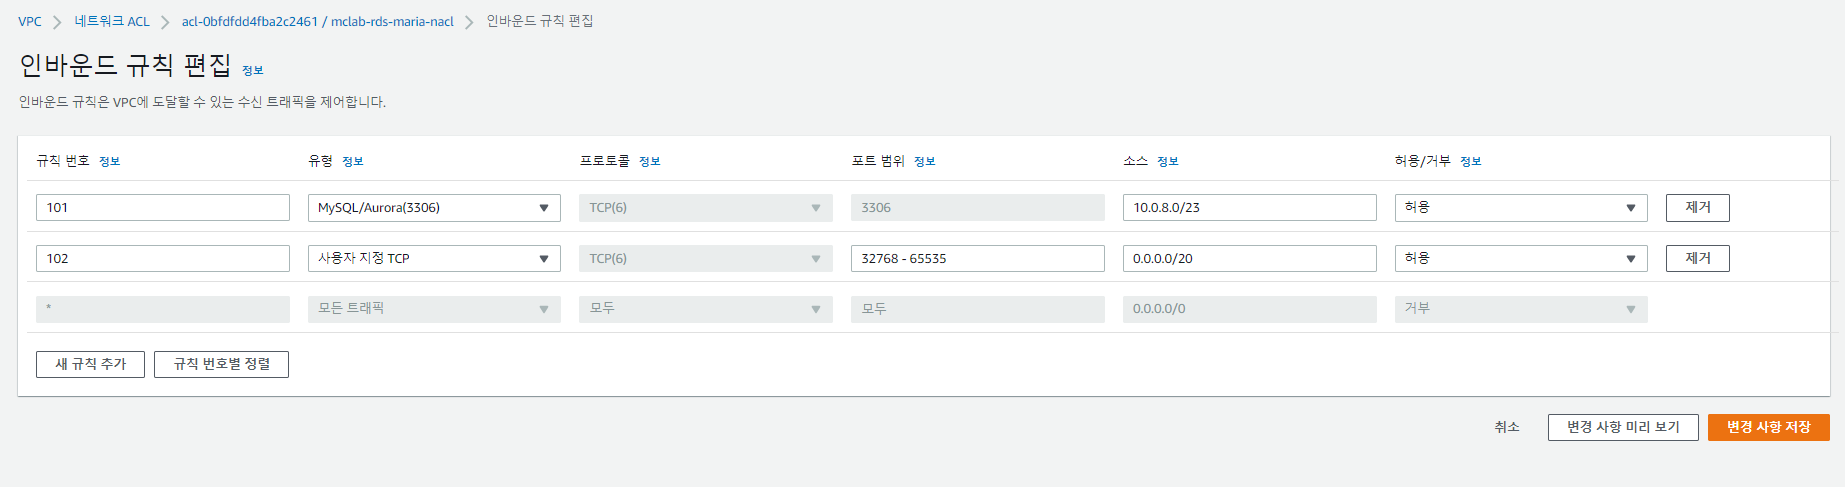 VPC > 네트워크 ACL > acl-0bfdfdd4fba2c2461 / mclab-rds-maria-nacl > 인바운드 규칙 편집
인바운드 규칙 편집 정보
인바운드 규칙은 VPC에 도달할 수 있는 수신 트래픽을 제어합니다.
규칙 번호 정보 유형 정보 프로토콜 정보 포트 범위 정보 소스 정보 허용/거부 정보
101 MySQL/Aurora(3306) TCP(6) 3306 10.0.8.0/23 허용 제거
102 사용자 지정 TCP TCP(6) 32768 - 65535 0.0.0.0/20 허용 제거
* 모든 트래픽 모두 모두 0.0.0.0/0 거부
새 규칙 추가 규칙 번호별 정렬
취소 변경 사항 미리 보기 변경 사항 저장